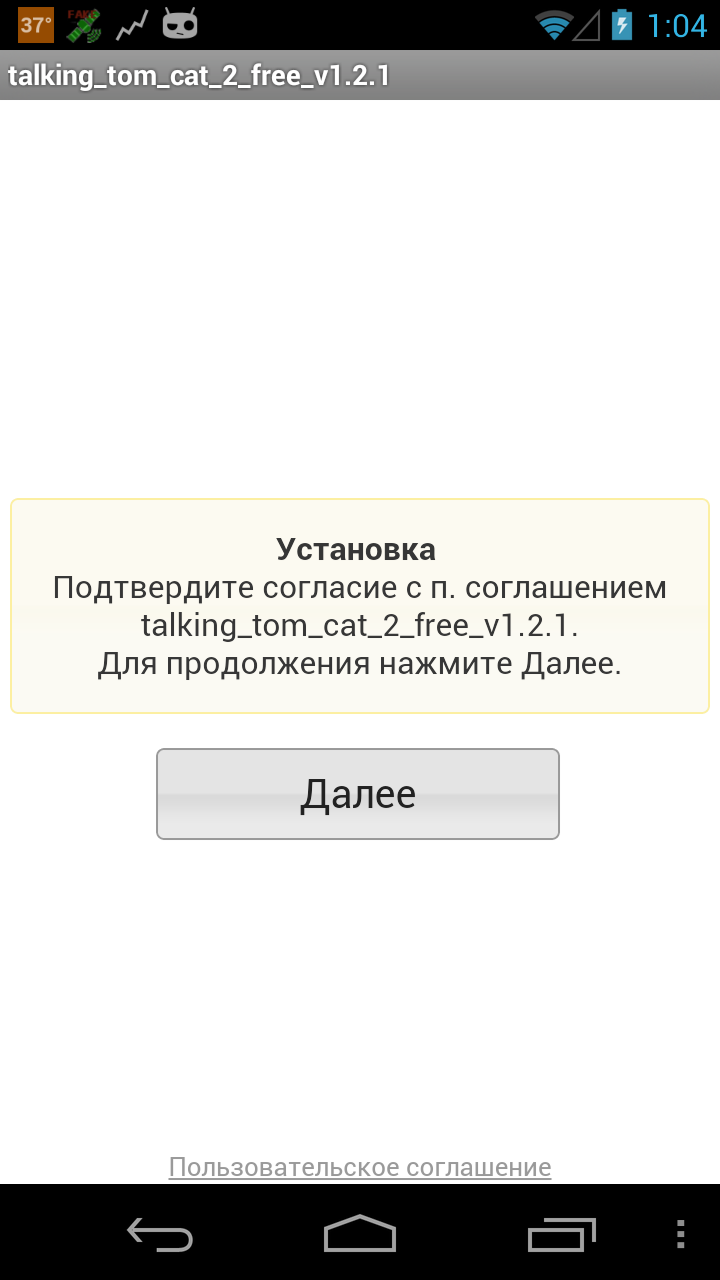 37°
FAKE
1:04
talking_tom_cat_2_free_v1.2.1
Установка
Подтвердите согласие с п. соглашением
talking_tom_cat_2_free_v1.2.1.
Для продолжения нажмите Далее.
Далее
Пользовательское соглашение